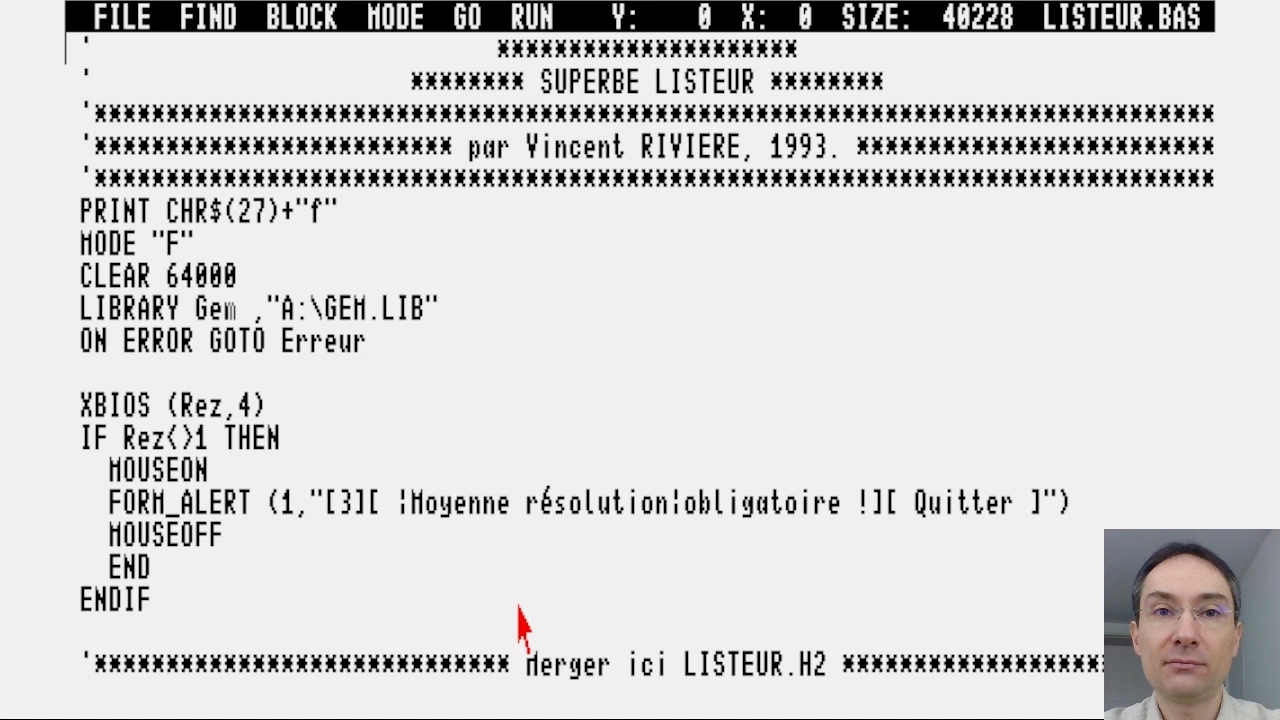 FILE FIND BLOCK MODE GO RUN Y: 0 X: 0 SIZE: 40228 LISTEUR.BAS
' *********************
' ******** SUPERBE LISTEUR ********
'******************************************************************************
'************************* par Vincent RIVIERE, 1993. *************************
'******************************************************************************
PRINT CHR$(27)+"f"
MODE "F"
CLEAR 64000
LIBRARY Gem ,"A:\GEM.LIB"
ON ERROR GOTO Erreur
XBIOS (Rez,4)
IF Rez<>1 THEN
MOUSEON
FORM_ALERT (1,"[3][ ¦Moyenne résolution¦obligatoire !][ Quitter ]")
MOUSEOFF
END
ENDIF
'***************************** Merger ici LISTEUR.H2 ******************